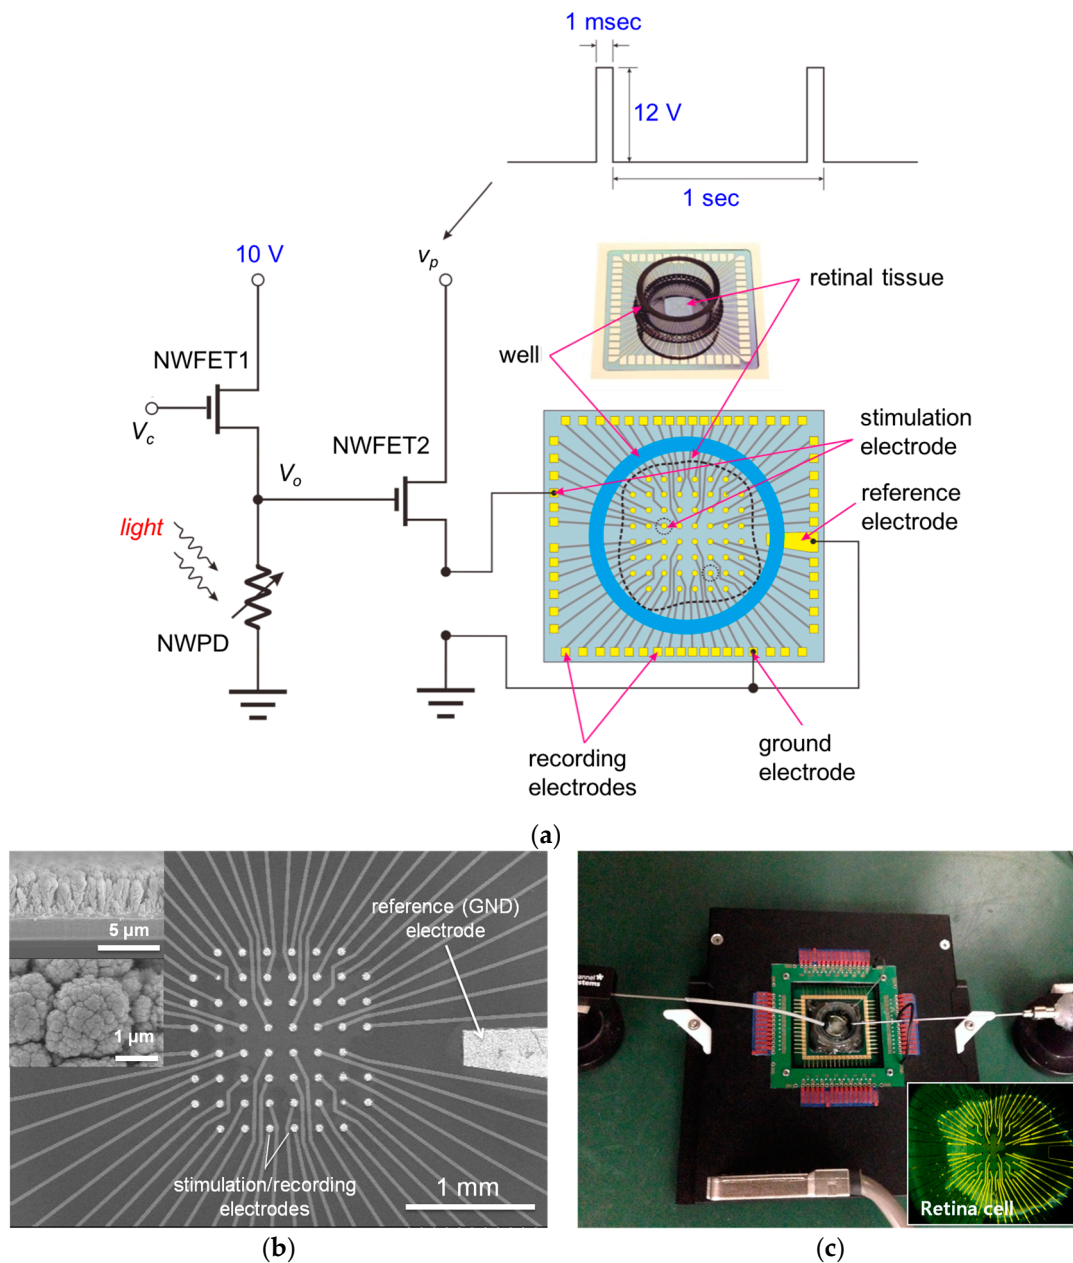 1 msec
12 V
1 sec
10 V
vp
retinal tissue
NWFET1
well
Vc
NWFET2
stimulation
electrode
Vo
reference
electrode
light
NWPD
recording
electrodes
ground
electrode
(a)
reference (GND)
electrode
5 μm
1 μm
stimulation/recording
electrodes
1 mm
Retina cell
(b)
(c)